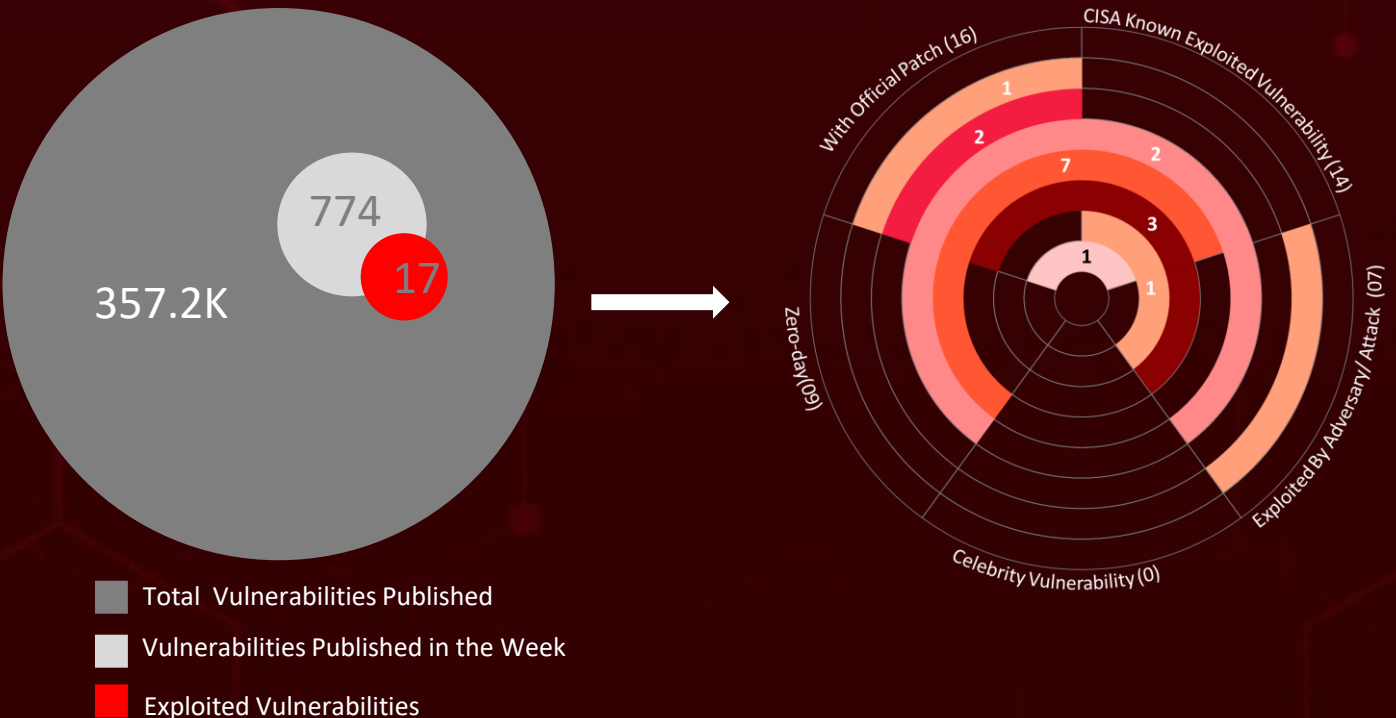 357.2K
774
17
Total Vulnerabilities Published
Vulnerabilities Published in the Week
Exploited Vulnerabilities
With Official Patch (16)
CISA Known Exploited Vulnerability (14)
Exploited By Adversary/ Attack (07)
Celebrity Vulnerability (0)
Zero-day(09)
1
2
2
7
3
1
1